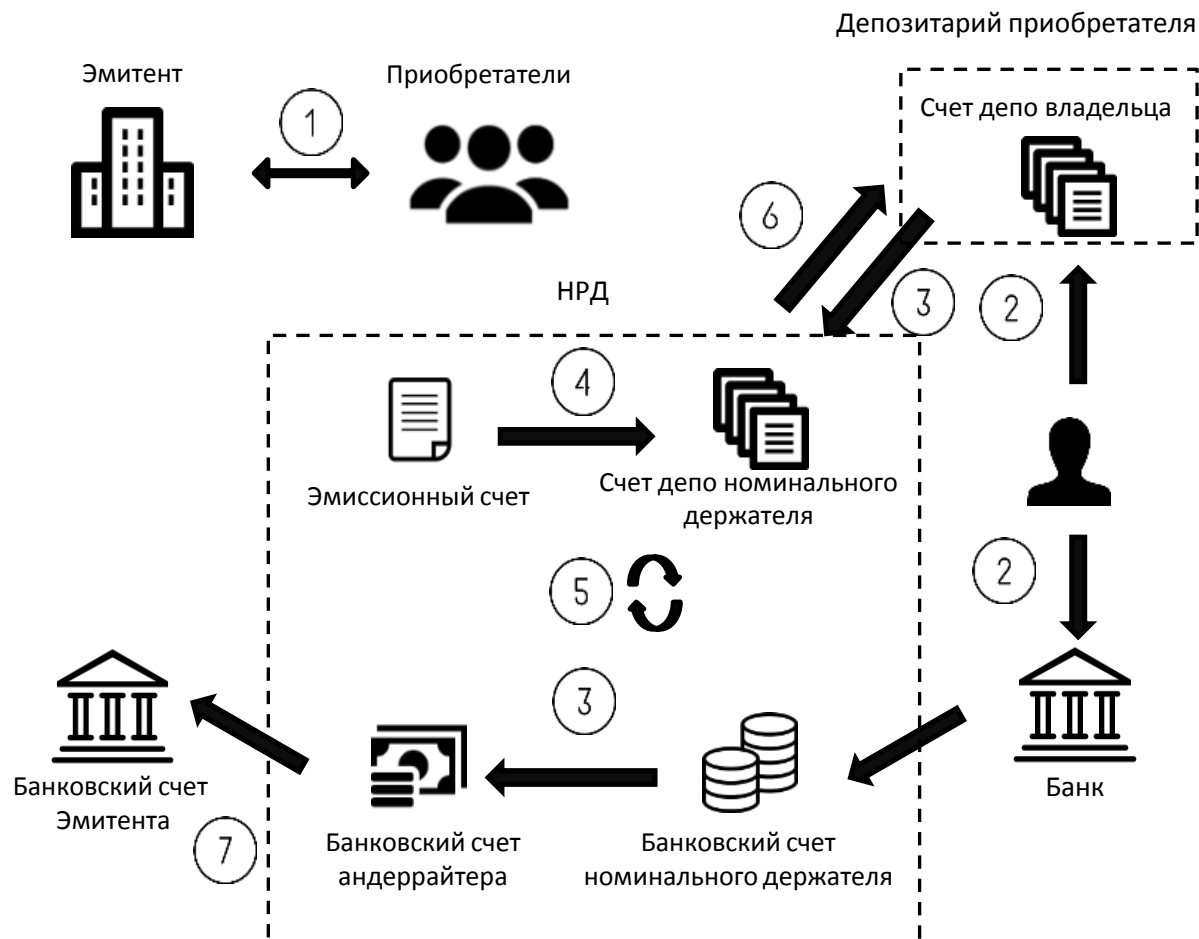 Депозитарий приобретателя
Эмитент
Приобретатели
1
Счет депо владельца
6
3
2
НРД
4
Эмиссионный счет
Счет депо номинального
держателя
5
2
3
Банковский счет
Эмитента
7
Банковский счет
андеррайтера
Банковский счет
номинального держателя
Банк